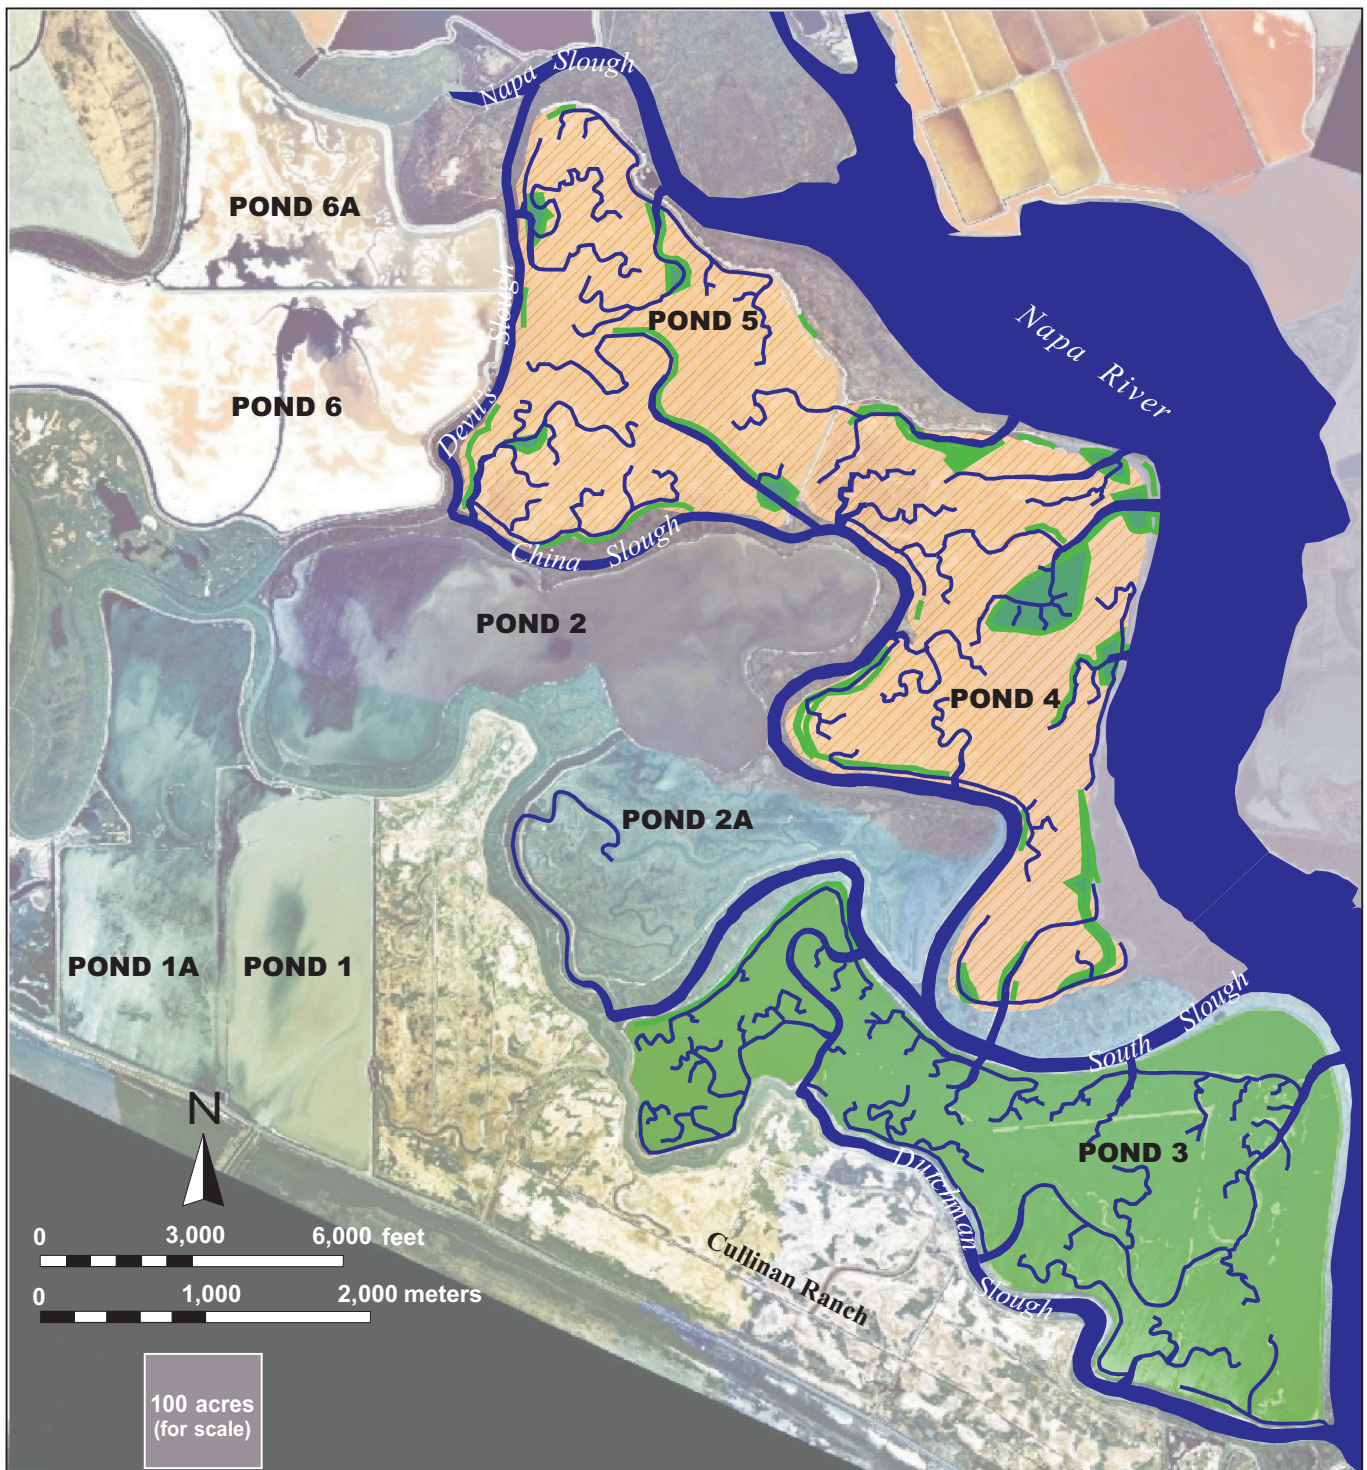 Napa Slough
POND 6A
Devil's Slough
POND 5
Napa River
POND 6
China Slough
POND 2
POND 4
POND 2A
POND 1A
POND 1
South Slough
N
POND 3
Dutchman Slough
0 3,000 6,000 feet
Cullinan Ranch
0 1,000 2,000 meters
100 acres
(for scale)